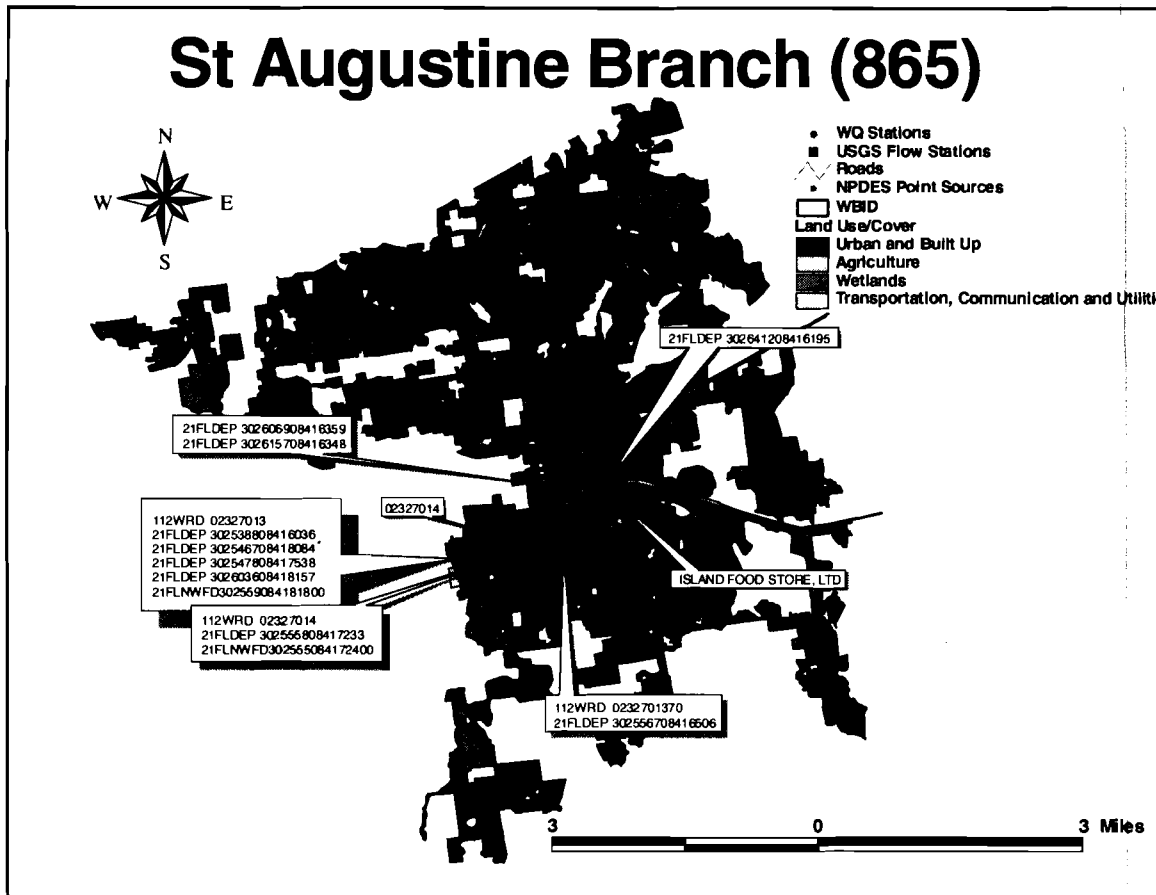 St Augustine Branch (865)
N
W E
S
WQ Stations
USGS Flow Stations
Roads
NPDES Point Sources
WBID
Land Use/Cover
Urban and Built Up
Agriculture
Wetlands
Transportation, Communication and Utiliti
21FLDEP 302641208416195
21FLDEP 302606908416359
21FLDEP 302615708416348
02327014
112WRD 02327013
21FLDEP 302538808416036
21FLDEP 302546708418084
21FLDEP 302547808417538
21FLDEP 302603608418157
21FLNWFD302559084181800
ISLAND FOOD STORE, LTD
112WRD 02327014
21FLDEP 302555808417233
21FLNWFD302555084172400
112WRD 0232701370
21FLDEP 302556708416506
3 0 3 Miles